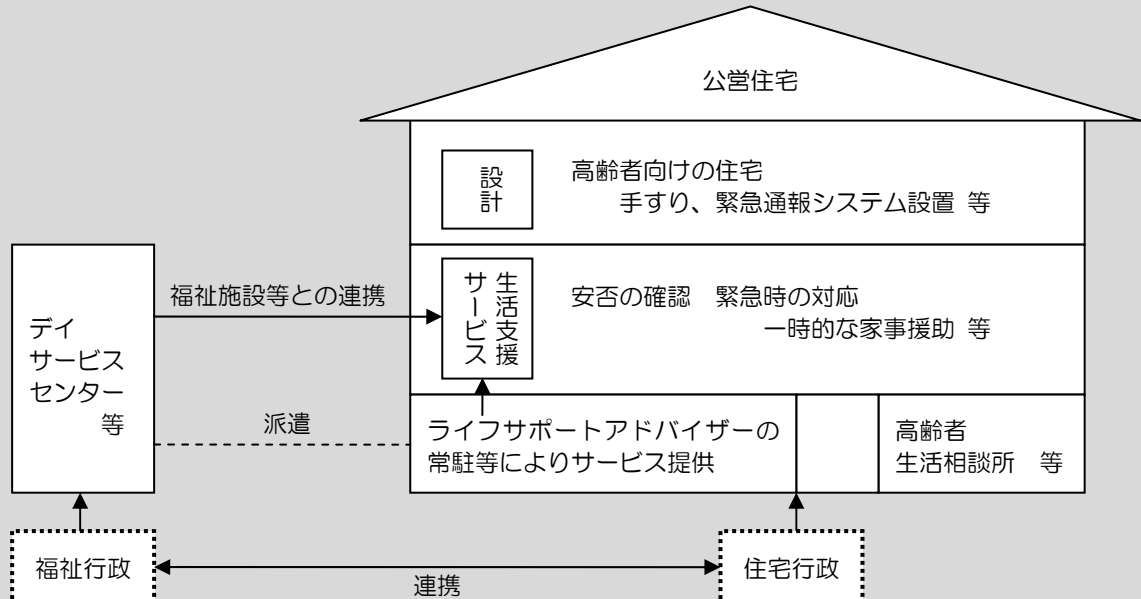 公営住宅
設計
高齢者向けの住宅
手すり、緊急通報システム設置 等
福祉施設等との連携
生活支援
サービス
安否の確認　緊急時の対応
一時的な家事援助 等
デイ
サービス
センター
等
派遣
ライフサポートアドバイザーの
常駐等によりサービス提供
高齢者
生活相談所　等
福祉行政
連携
住宅行政